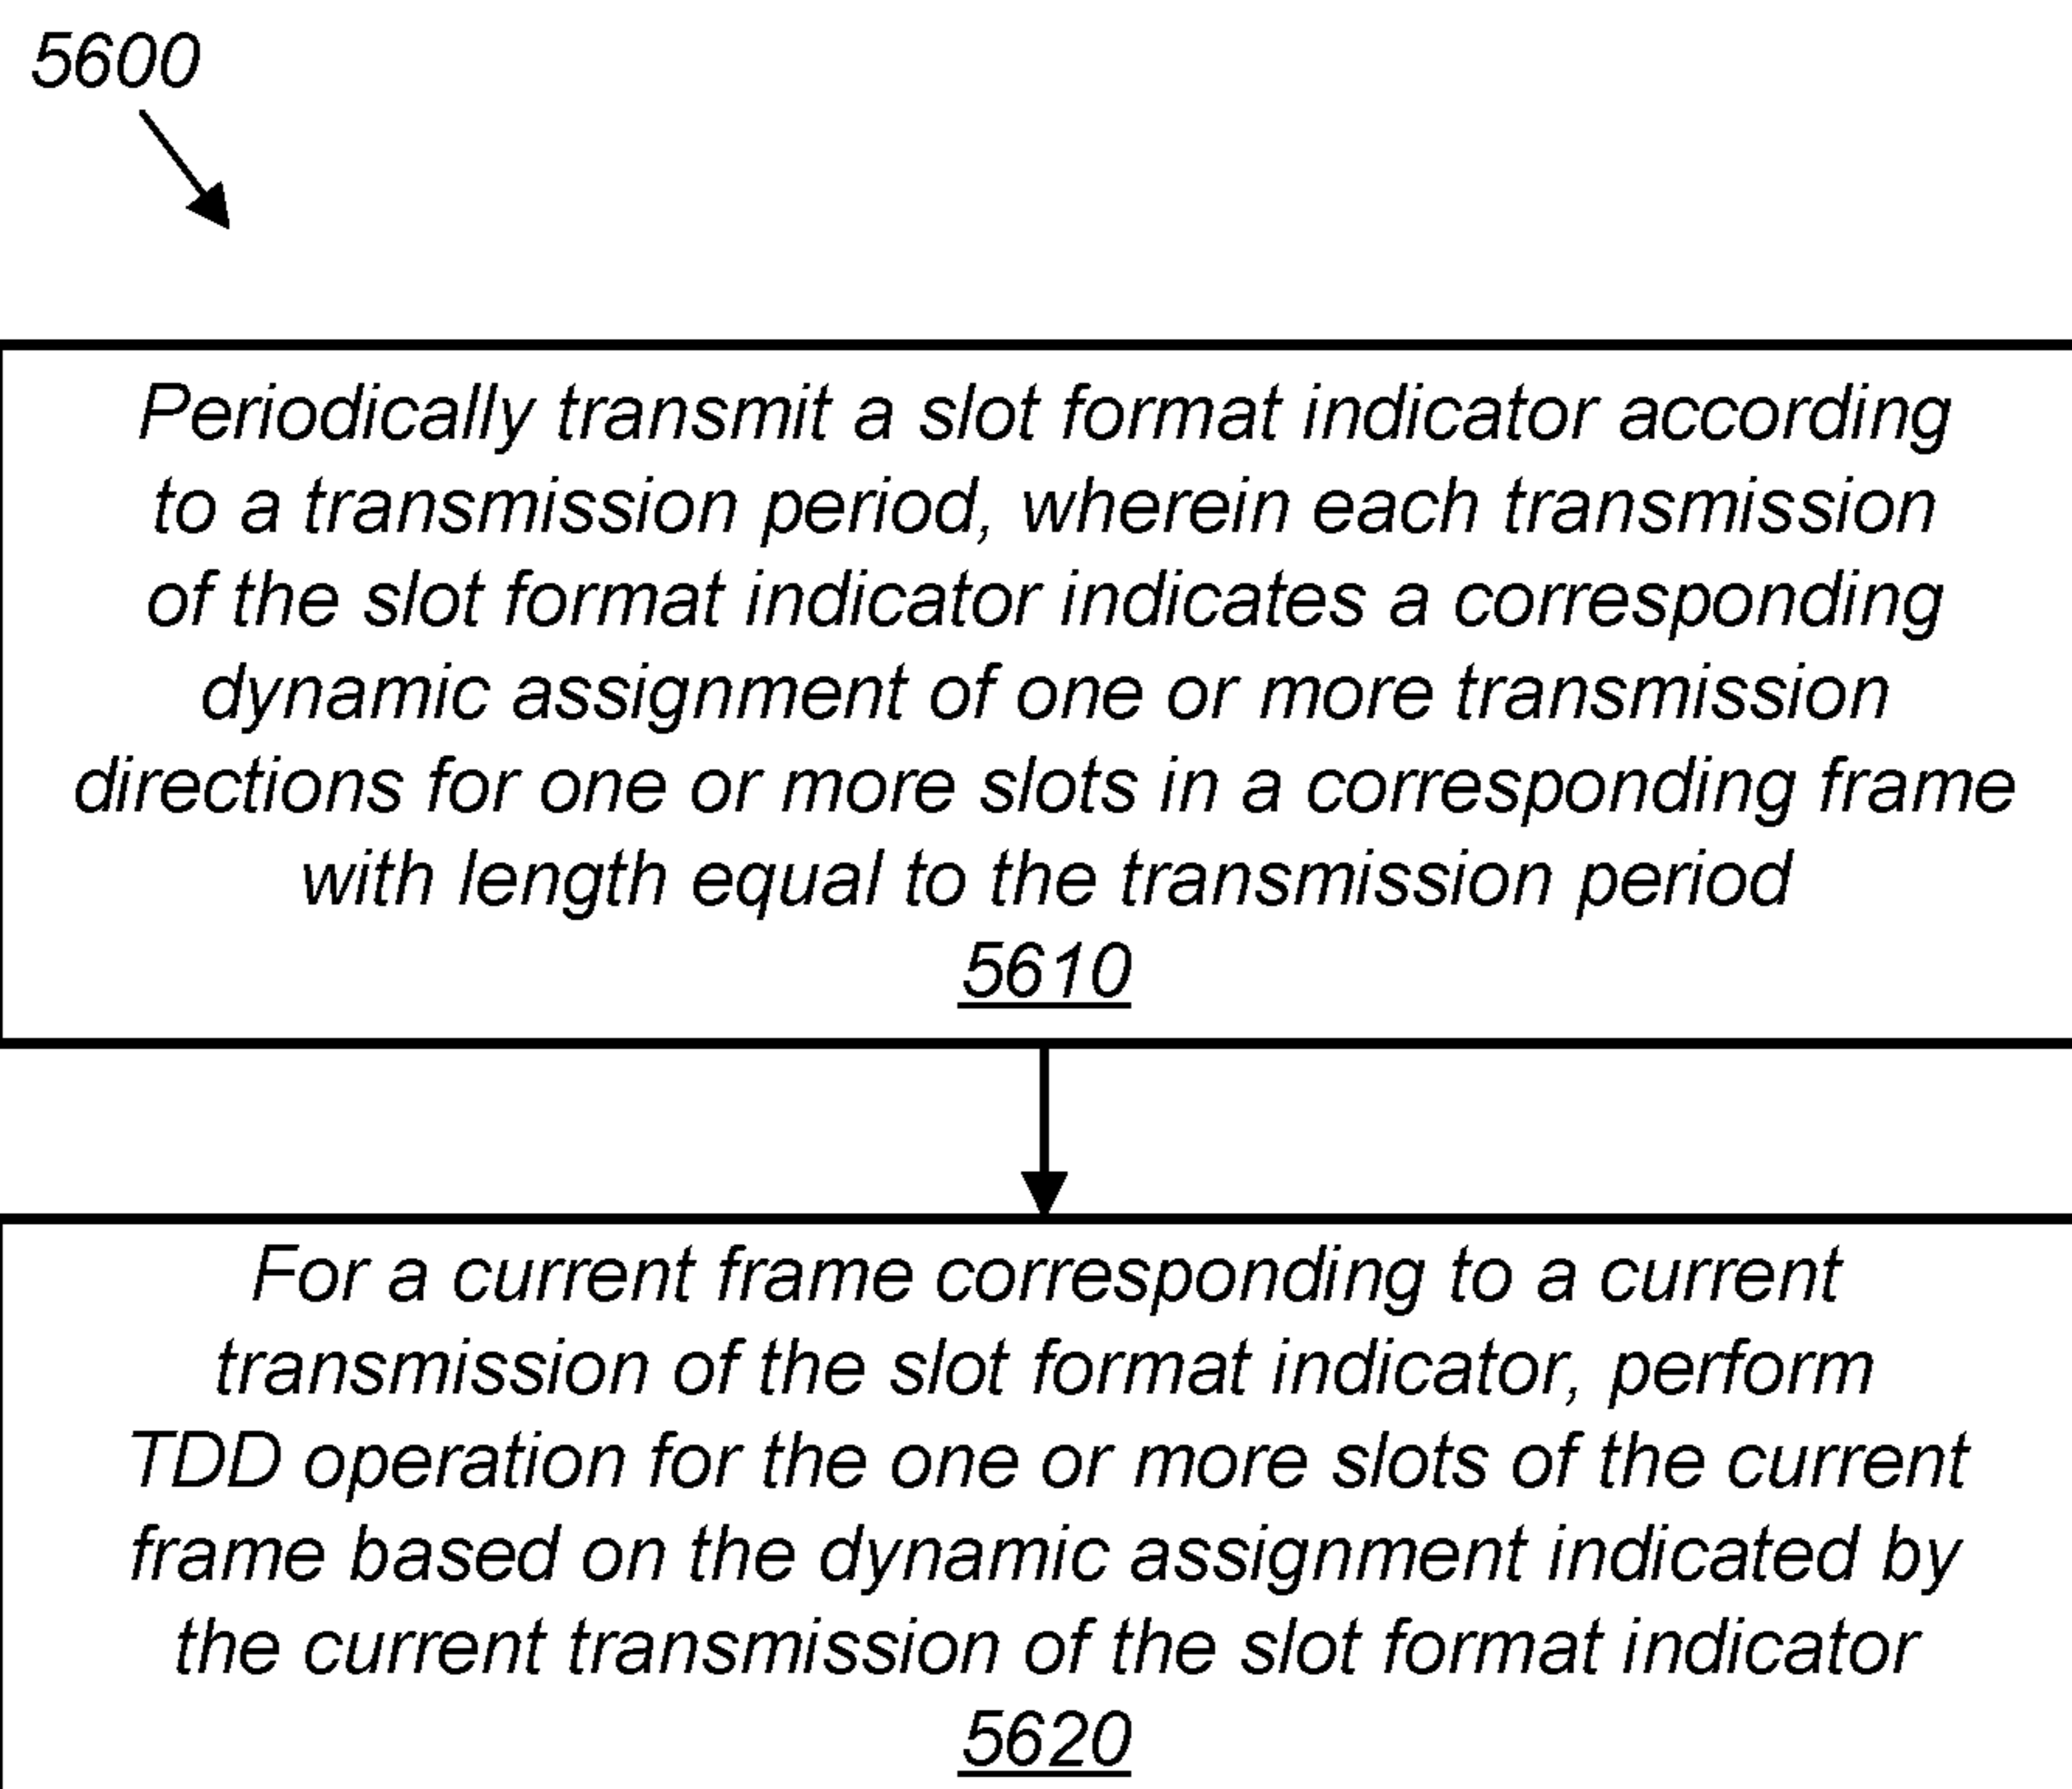 5600
Periodically transmit a slot format indicator according
to a transmission period, wherein each transmission
of the slot format indicator indicates a corresponding
dynamic assignment of one or more transmission
directions for one or more slots in a corresponding frame
with length equal to the transmission period
5610
For a current frame corresponding to a current
transmission of the slot format indicator, perform
TDD operation for the one or more slots of the current
frame based on the dynamic assignment indicated by
the current transmission of the slot format indicator
5620